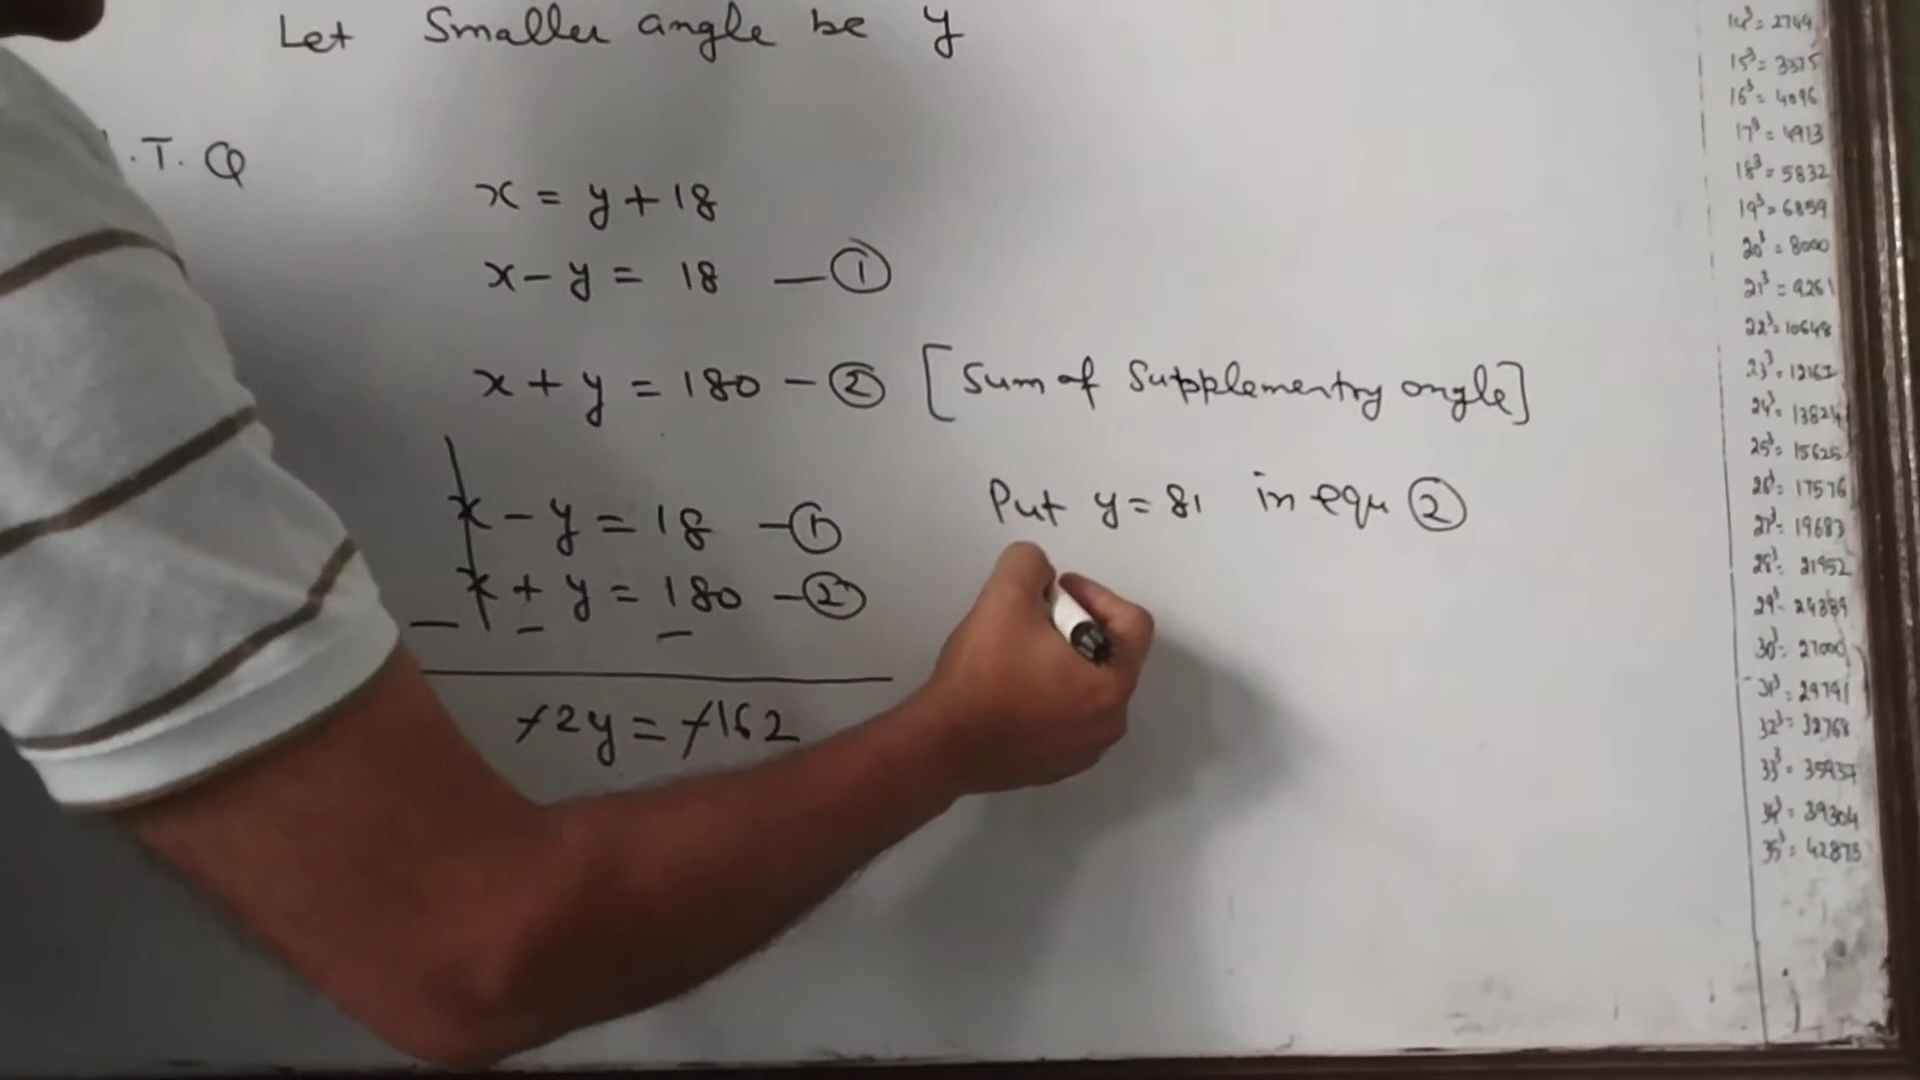 Let Smaller angle be y
.T. Q
x = y + 18
x - y = 18 — ①
x + y = 180 - ② [Sum of Supplementry angle]
x - y = 18 - ①
x + y = 180 - ②
— — —
-2y = -162
Put y = 81 in equ ②
14³ = 2744
15³ = 3375
16³ = 4096
17³ = 4913
18³ = 5832
19³ = 6859
20³ = 8000
21³ = 9261
22³ = 10648
23³ = 12167
24³ = 13824
25³ = 15625
26³ = 17576
27³ = 19683
28³ = 21952
29³ = 24389
30³ = 27000
31³ = 29791
32³ = 32768
33³ = 35937
34³ = 39304
35³ = 42875